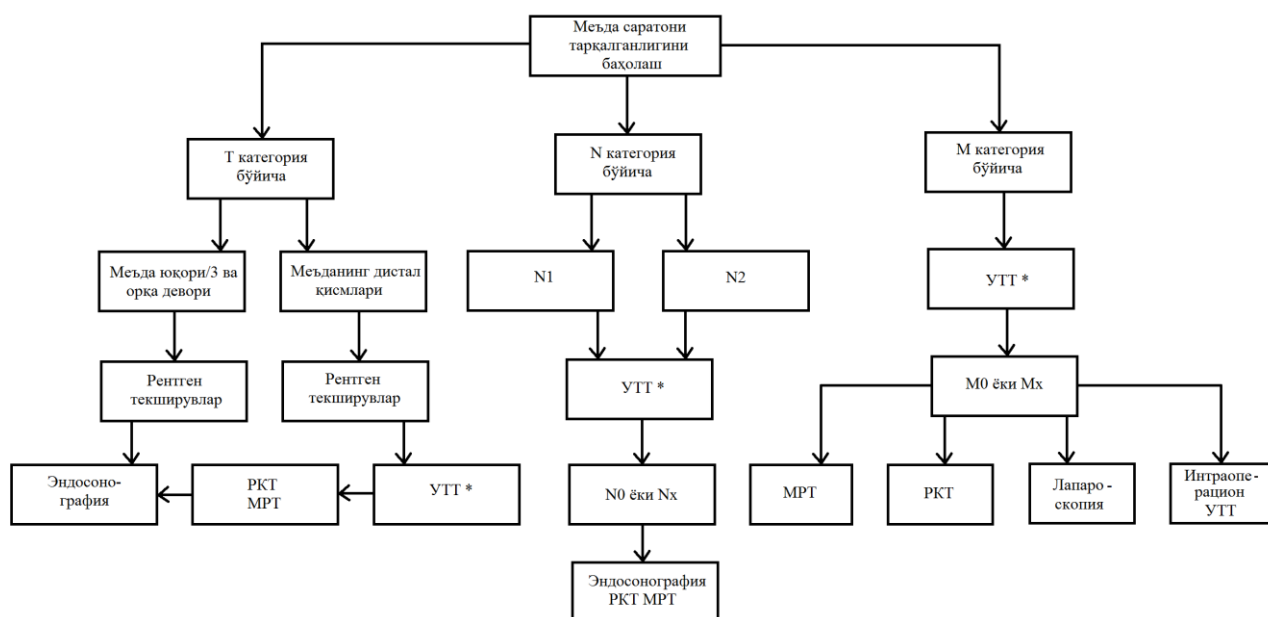 Меъда саратони
тарқалганлигини
баҳолаш
T категория
бўйича
N категория
бўйича
М категория
бўйича
Меъда юқори/3 ва
орқа девори
Меъданинг дистал
қисмлари
N1
N2
УТТ *
Рентген
текширувлар
Рентген
текширувлар
УТТ *
М0 ёки Мх
Эндосоно-
графия
РКТ
МРТ
УТТ *
N0 ёки Nx
МРТ
РКТ
Лапаро -
скопия
Интраопе-
рацион
УТТ
Эндосонография
РКТ МРТ